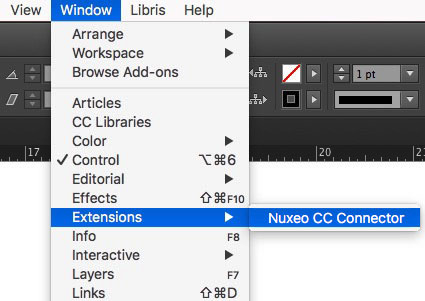 View Window Libris Help
Arrange
Workspace
Browse Add-ons
1 pt
Articles
CC Libraries
Color
✓ Control ⌥⌘6
17 20 21
Editorial
Effects ⇧⌘F10
Extensions Nuxeo CC Connector
Info F8
Interactive
Layers F7
Links ⇧⌘D